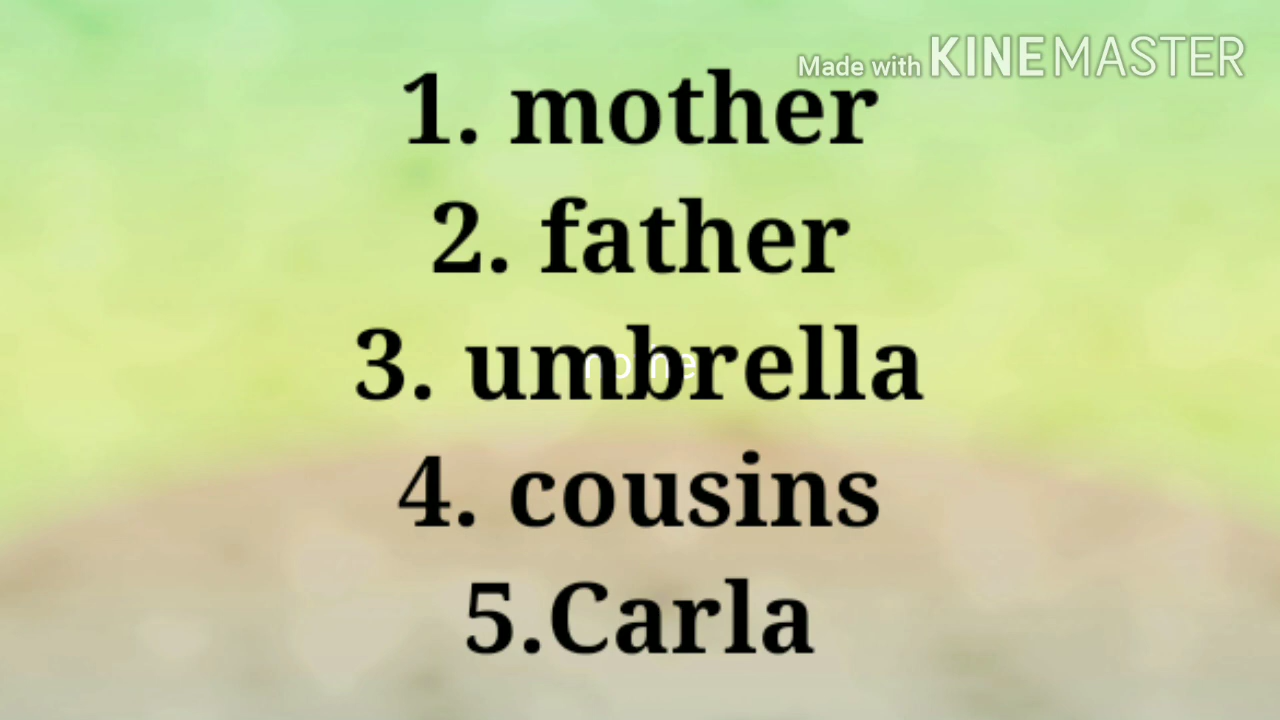 Made with KINEMASTER
1. mother
2. father
3. umbrella
4. cousins
5.Carla